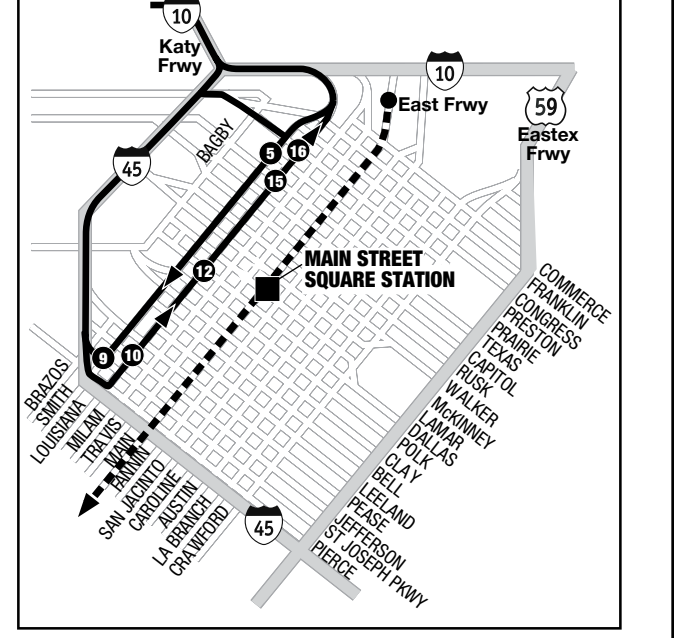 10
Katy
Frwy
10
East Frwy
59
Eastex
Frwy
BAGBY
45
5
16
15
12
MAIN STREET
SQUARE STATION
9
10
COMMERCE
FRANKLIN
CONGRESS
PRESTON
PRAIRIE
TEXAS
CAPITOL
RUSK
WALKER
McKINNEY
LAMAR
DALLAS
POLK
CLAY
BELL
LEELAND
PEASE
JEFFERSON
ST JOSEPH PKWY
PIERCE
BRAZOS
SMITH
LOUISIANA
MILAM
TRAVIS
MAIN
FANNIN
SAN JACINTO
CAROLINE
AUSTIN
LA BRANCH
CRAWFORD
45